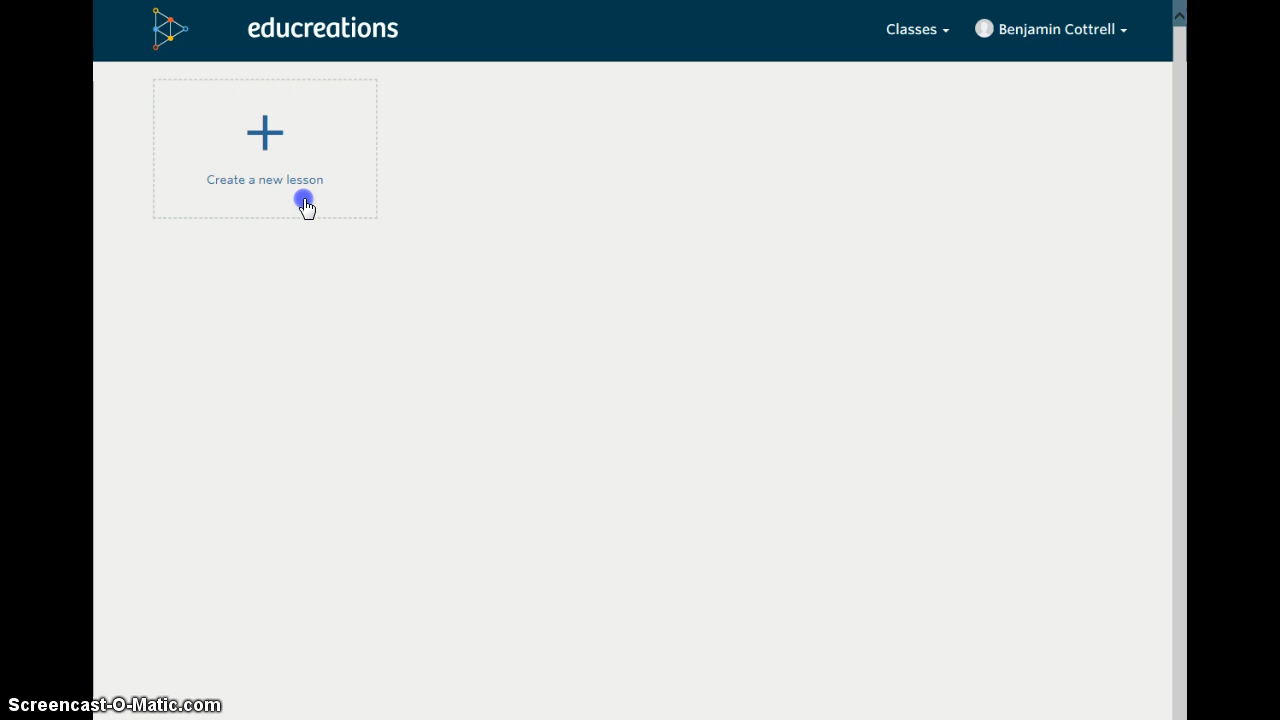 educreations
Classes
Benjamin Cottrell
Create a new lesson
Screencast-O-Matic.com